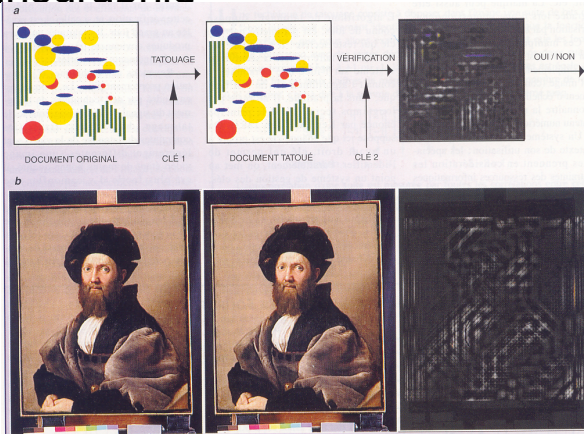 a
TATOUAGE
VÉRIFICATION
OUI / NON
DOCUMENT ORIGINAL
CLÉ 1
DOCUMENT TATOUÉ
CLÉ 2
b